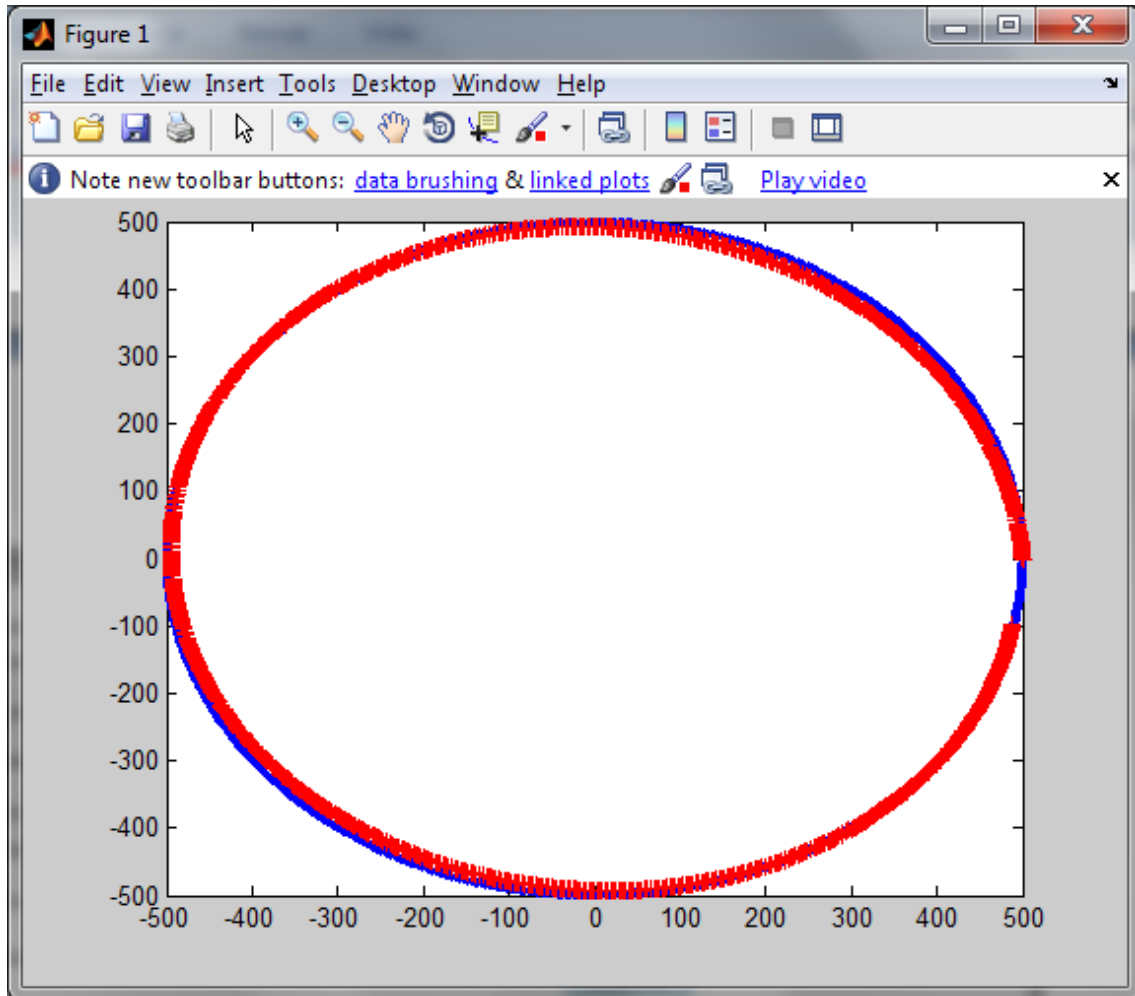 Figure 1
File Edit View Insert Tools Desktop Window Help
Note new toolbar buttons: data brushing & linked plots Play video
500
400
300
200
100
0
-100
-200
-300
-400
-500
-500 -400 -300 -200 -100 0 100 200 300 400 500